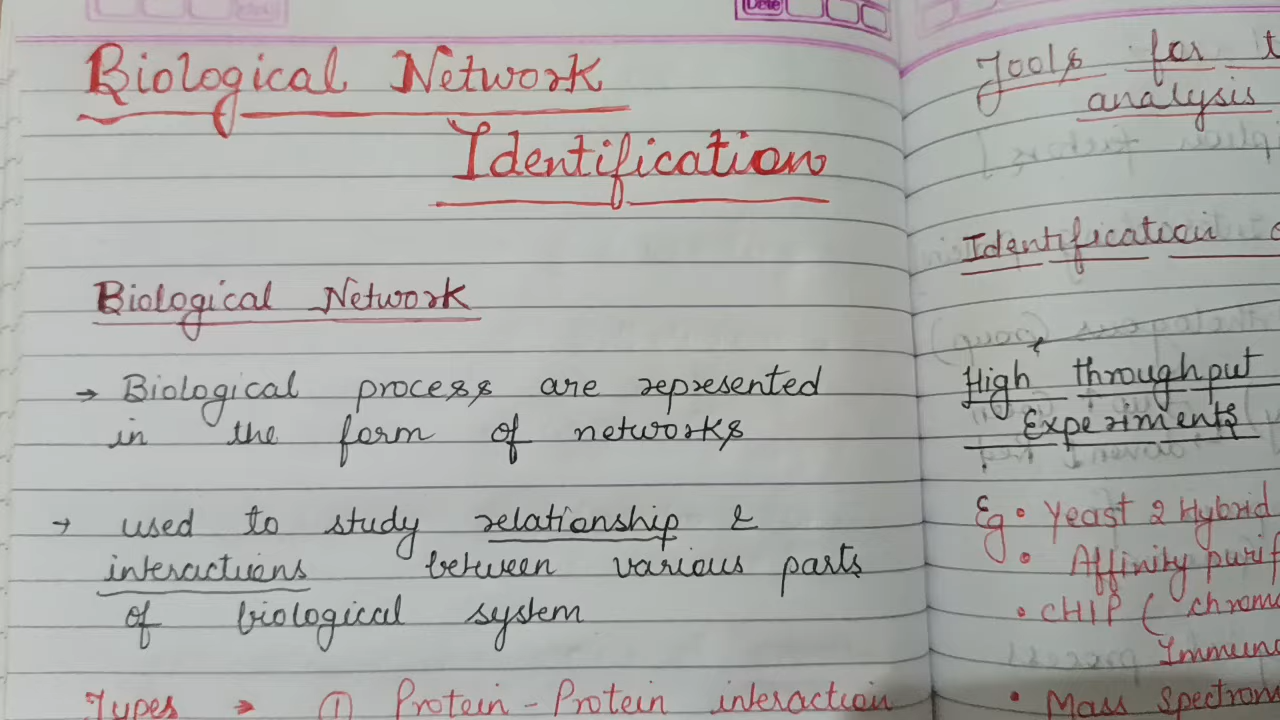 Date
Biological Network
Identification
Biological Network
→ Biological process are represented
in the form of networks
→ used to study relationship &
interactions between various parts
of biological system
Types → ① Protein-Protein interaction
Tools for
analysis
Identification
High throughput
Experiments
Eg • Yeast 2 Hybrid
• Affinity purif
• CHIP ( chrom
Immuno
• Mass Spectrom